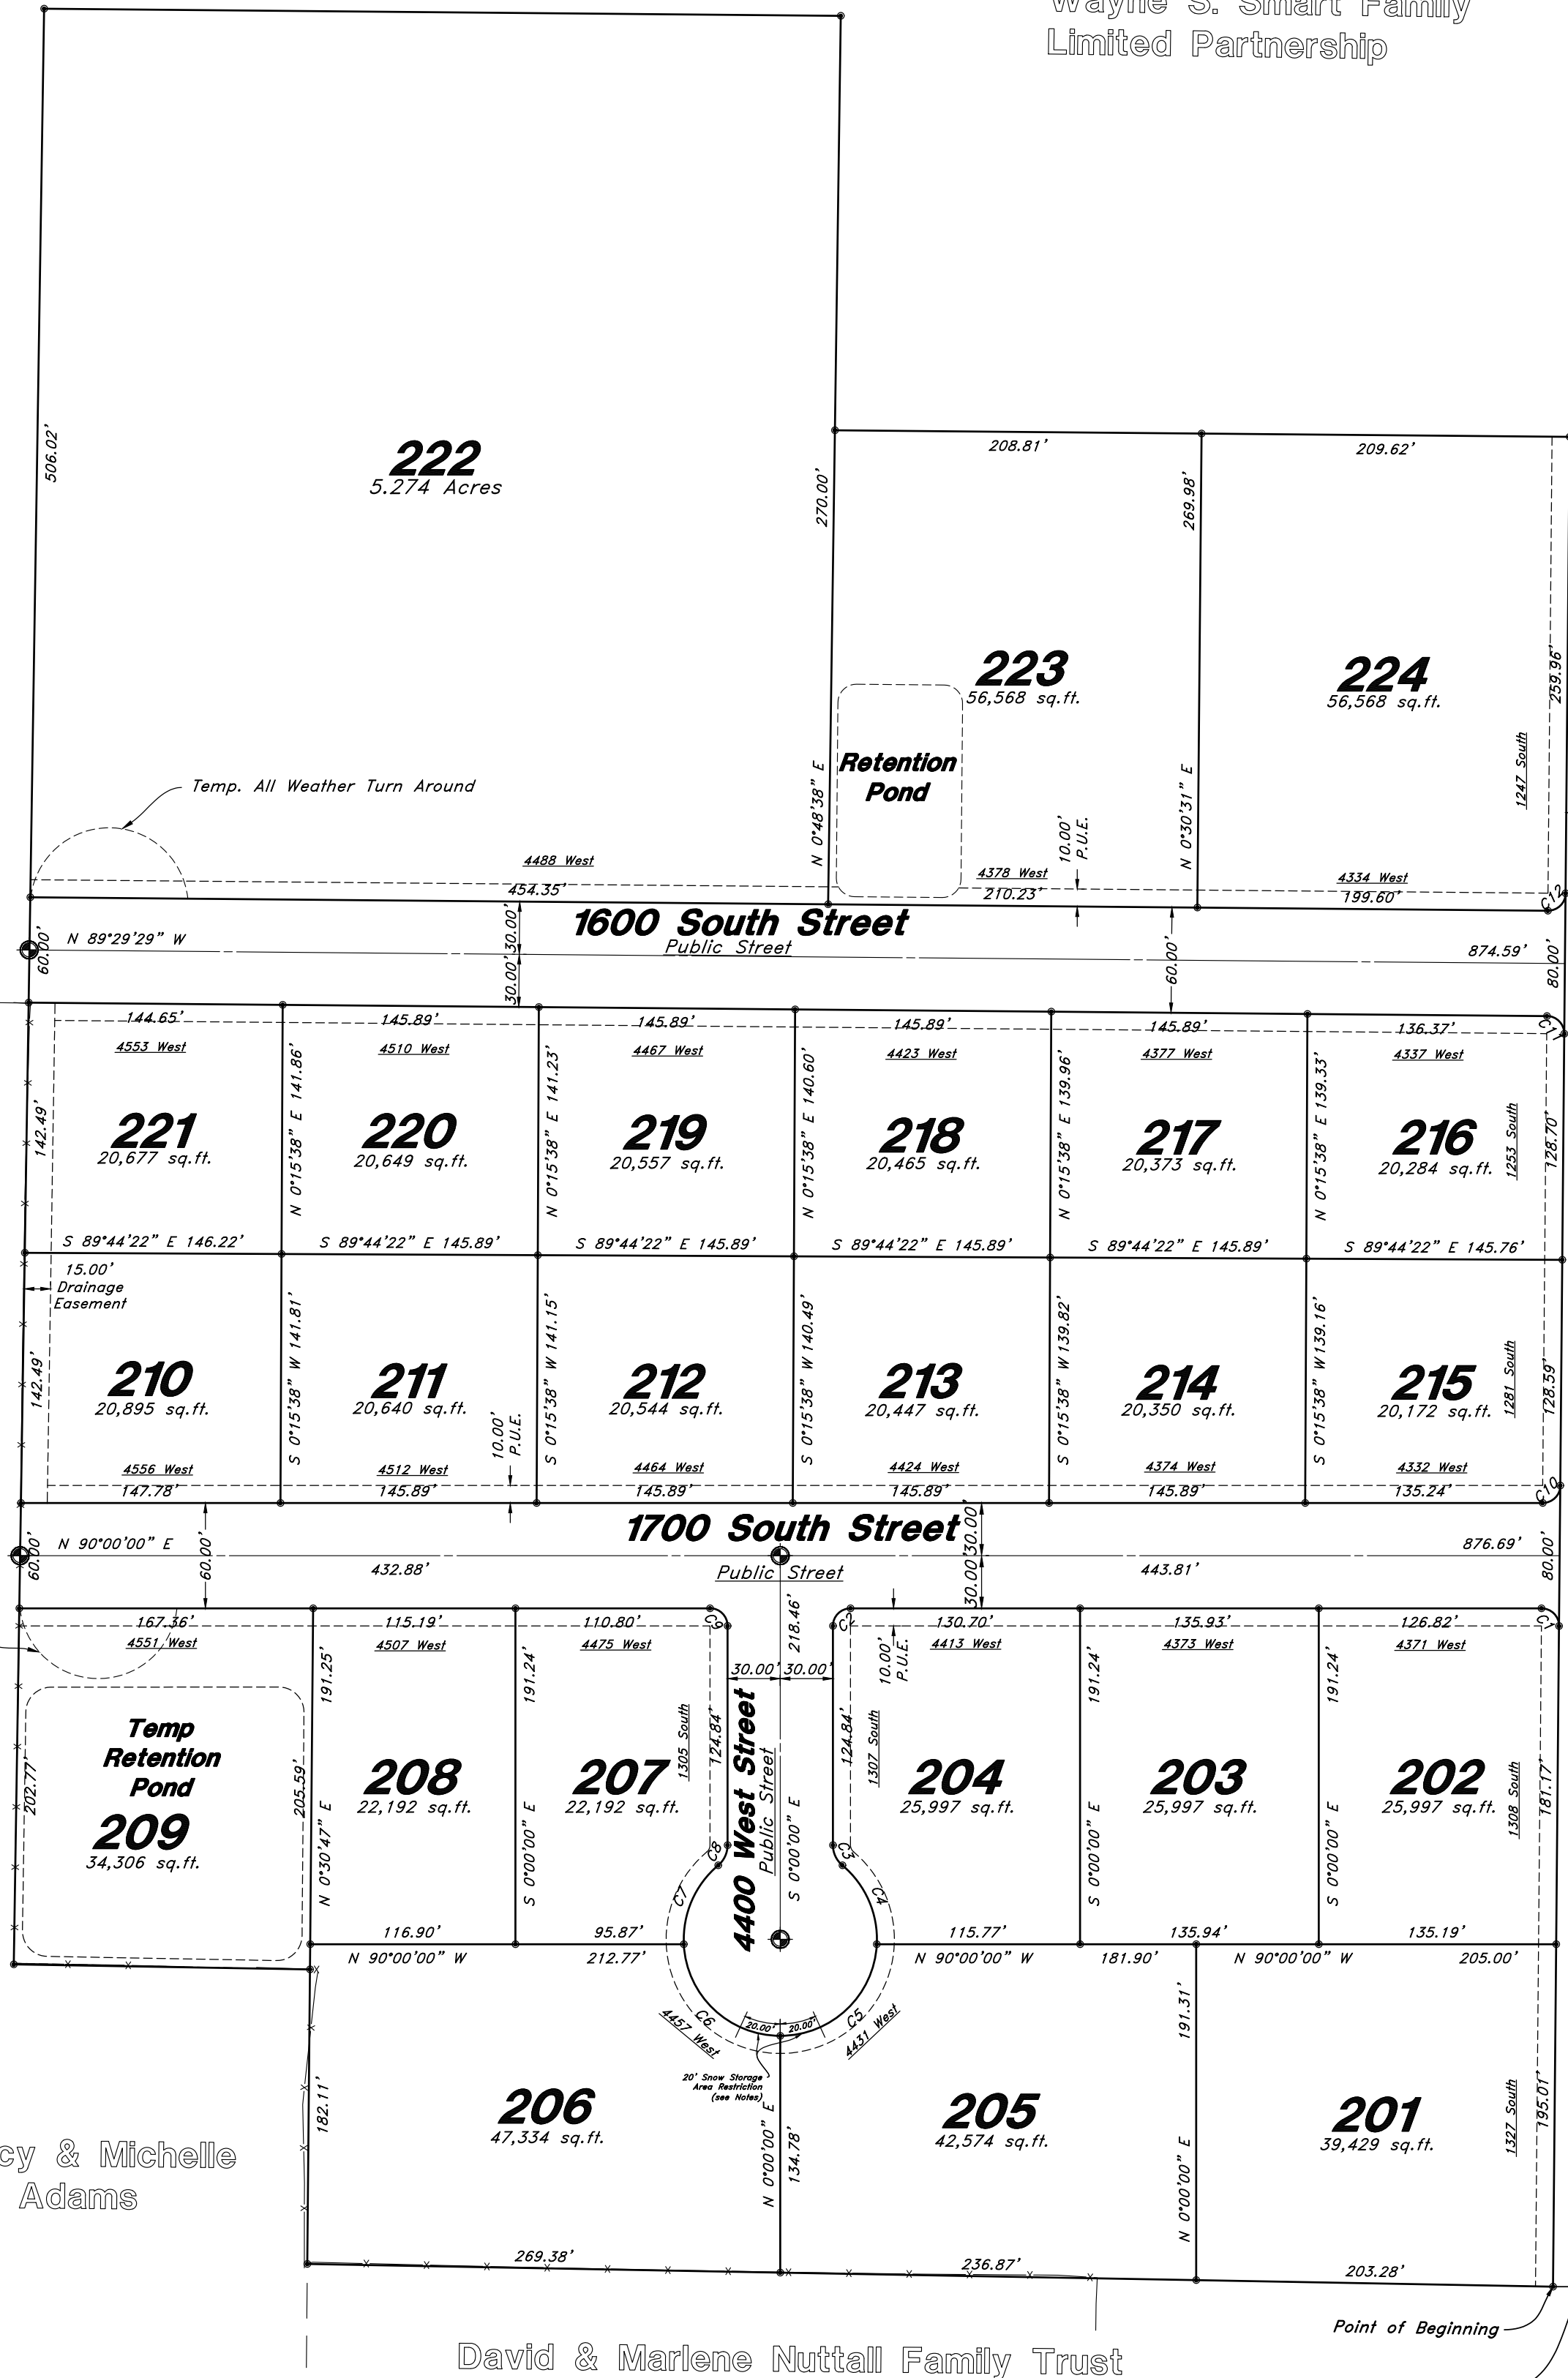 Wayne S. Smart Family
Limited Partnership
506.02'
222
5.274 Acres
270.00'
N 0°48'38" E
208.81'
269.98'
N 0°30'31" E
209.62'
223
56,568 sq.ft.
224
56,568 sq.ft.
259.96'
1247 South
Retention
Pond
Temp. All Weather Turn Around
4488 West
454.35'
4378 West
210.23'
10.00'
P.U.E.
4334 West
199.60'
C12
1600 South Street
Public Street
N 89°29'29" W
60.00'
30.00'
30.00'
60.00'
874.59'
80.00'
144.65'
145.89'
145.89'
145.89'
145.89'
136.37'
C11
4553 West
4510 West
4467 West
4423 West
4377 West
4337 West
142.49'
N 0°15'38" E 141.86'
N 0°15'38" E 141.23'
N 0°15'38" E 140.60'
N 0°15'38" E 139.96'
N 0°15'38" E 139.33'
1253 South
128.70'
221
20,677 sq.ft.
220
20,649 sq.ft.
219
20,557 sq.ft.
218
20,465 sq.ft.
217
20,373 sq.ft.
216
20,284 sq.ft.
S 89°44'22" E 146.22'
S 89°44'22" E 145.89'
S 89°44'22" E 145.89'
S 89°44'22" E 145.89'
S 89°44'22" E 145.89'
S 89°44'22" E 145.76'
15.00'
Drainage
Easement
142.49'
S 0°15'38" W 141.81'
S 0°15'38" W 141.15'
S 0°15'38" W 140.49'
S 0°15'38" W 139.82'
S 0°15'38" W 139.16'
1281 South
128.59'
210
20,895 sq.ft.
211
20,640 sq.ft.
212
20,544 sq.ft.
213
20,447 sq.ft.
214
20,350 sq.ft.
215
20,172 sq.ft.
10.00'
P.U.E.
4556 West
4512 West
4464 West
4424 West
4374 West
4332 West
147.78'
145.89'
145.89'
145.89'
145.89'
135.24'
C10
1700 South Street
Public Street
N 90°00'00" E
60.00'
60.00'
432.88'
30.00'
30.00'
443.81'
876.69'
80.00'
167.36'
115.19'
110.80'
C9
C2
130.70'
135.93'
126.82'
C1
4551 West
4507 West
4475 West
4413 West
4373 West
4371 West
218.46'
30.00'
30.00'
10.00'
P.U.E.
191.25'
191.24'
191.24'
191.24'
1305 South
124.84'
124.84'
1307 South
1308 South
181.17'
4400 West Street
Public Street
S 0°00'00" E
Temp
Retention
Pond
209
34,306 sq.ft.
202.77'
205.59'
N 0°30'47" E
208
22,192 sq.ft.
S 0°00'00" E
207
22,192 sq.ft.
204
25,997 sq.ft.
S 0°00'00" E
203
25,997 sq.ft.
S 0°00'00" E
202
25,997 sq.ft.
C8
C3
C7
C4
116.90'
95.87'
115.77'
135.94'
135.19'
N 90°00'00" W
212.77'
N 90°00'00" W
181.90'
N 90°00'00" W
205.00'
C6
C5
4457 West
4431 West
20.00'
20.00'
20' Snow Storage
Area Restriction
(see Notes)
182.11'
206
47,334 sq.ft.
N 0°00'00" E
134.78'
205
42,574 sq.ft.
191.31'
N 0°00'00" E
201
39,429 sq.ft.
1327 South
195.01'
269.38'
236.87'
203.28'
cy & Michelle
Adams
Point of Beginning
David & Marlene Nuttall Family Trust